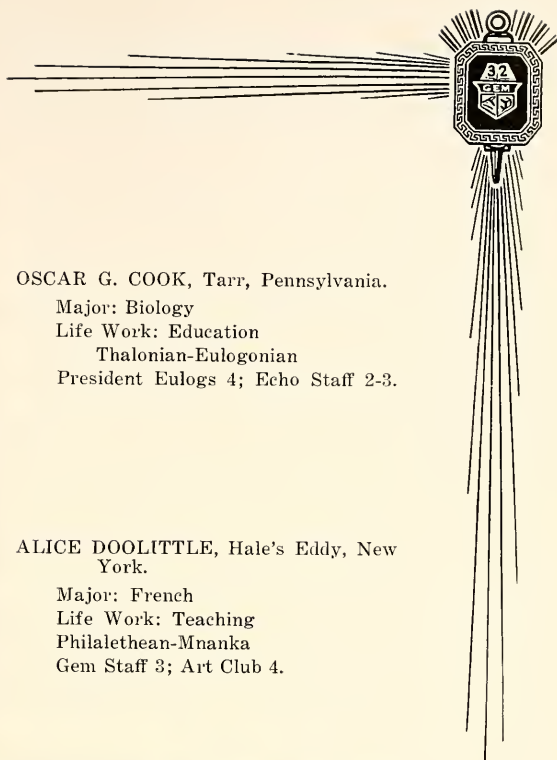 32
GEM
OSCAR G. COOK, Tarr, Pennsylvania.
Major: Biology
Life Work: Education
Thalonian-Eulogonian
President Eulogs 4; Echo Staff 2-3.
ALICE DOOLITTLE, Hale's Eddy, New
York.
Major: French
Life Work: Teaching
Philalethean-Mnanka
Gem Staff 3; Art Club 4.